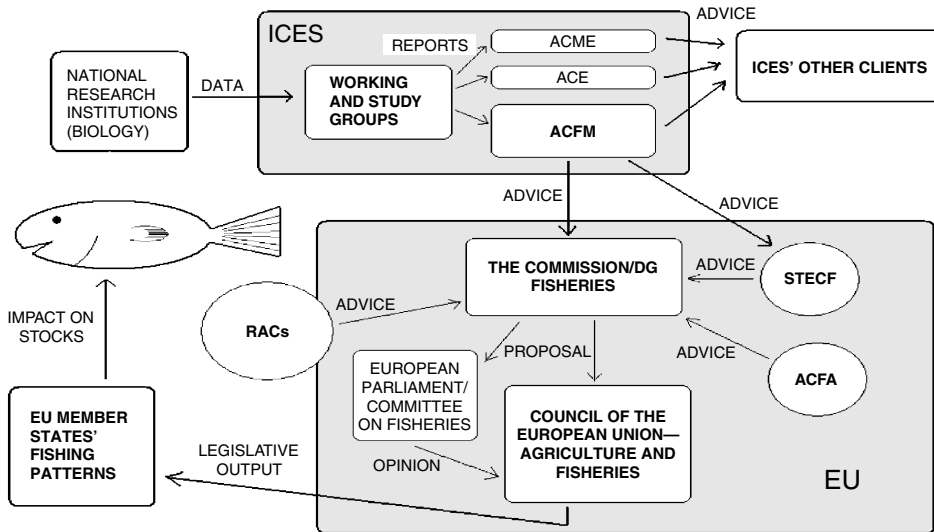 ICES
ADVICE
REPORTS
ACME
NATIONAL
RESEARCH
INSTITUTIONS
(BIOLOGY)
DATA
WORKING
AND STUDY
GROUPS
ACE
ACFM
ICES’ OTHER CLIENTS
ADVICE
ADVICE
THE COMMISSION/DG
FISHERIES
ADVICE
STECF
IMPACT ON
STOCKS
RACs
ADVICE
PROPOSAL
ADVICE
ACFA
EUROPEAN
PARLIAMENT/
COMMITTEE
ON FISHERIES
EU MEMBER
STATES’
FISHING
PATTERNS
LEGISLATIVE
OUTPUT
OPINION
COUNCIL OF THE
EUROPEAN UNION—
AGRICULTURE AND
FISHERIES
EU